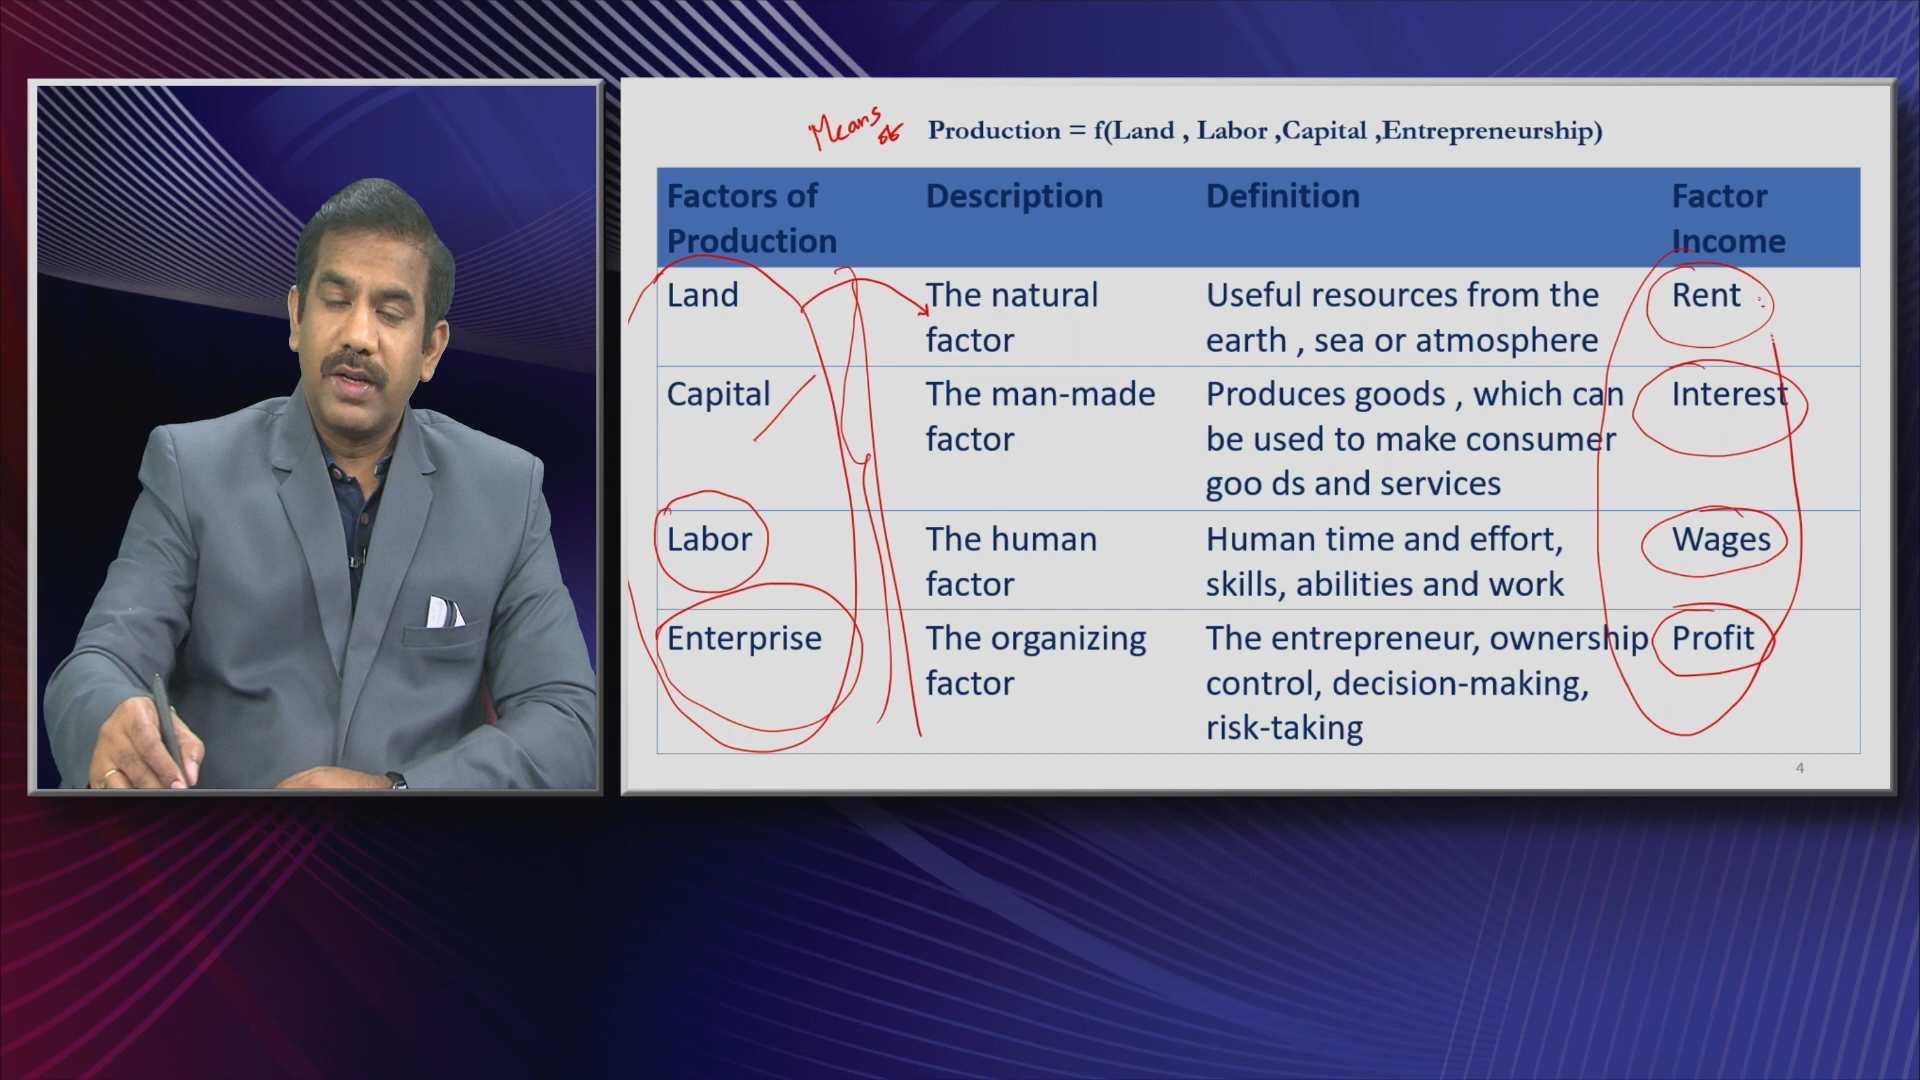 Means of Production = f(Land , Labor ,Capital ,Entrepreneurship)
Factors of Production Description Definition Factor Income
Land The natural factor Useful resources from the earth , sea or atmosphere Rent
Capital The man-made factor Produces goods , which can be used to make consumer goo ds and services Interest
Labor The human factor Human time and effort, skills, abilities and work Wages
Enterprise The organizing factor The entrepreneur, ownership control, decision-making, risk-taking Profit
4